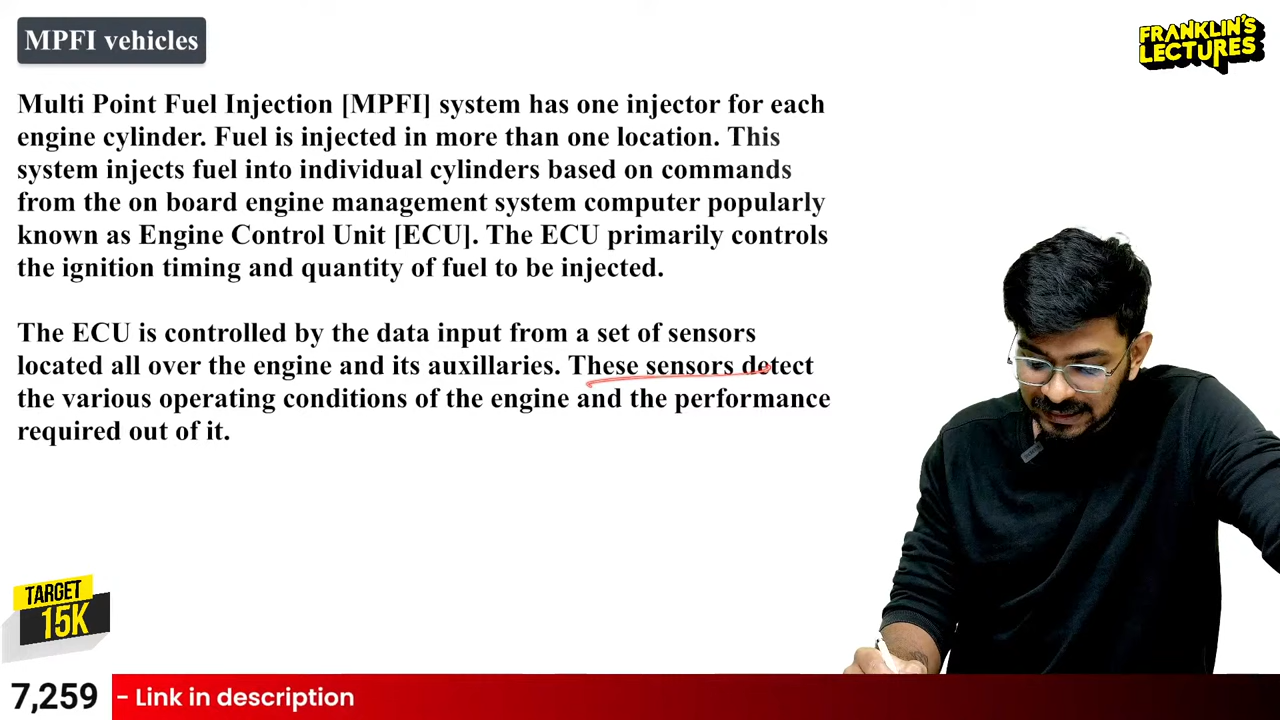 MPFI vehicles
FRANKLIN'S
LECTURES
Multi Point Fuel Injection [MPFI] system has one injector for each
engine cylinder. Fuel is injected in more than one location. This
system injects fuel into individual cylinders based on commands
from the on board engine management system computer popularly
known as Engine Control Unit [ECU]. The ECU primarily controls
the ignition timing and quantity of fuel to be injected.
The ECU is controlled by the data input from a set of sensors
located all over the engine and its auxillaries. These sensors detect
the various operating conditions of the engine and the performance
required out of it.
TARGET
15K
7,259 - Link in description